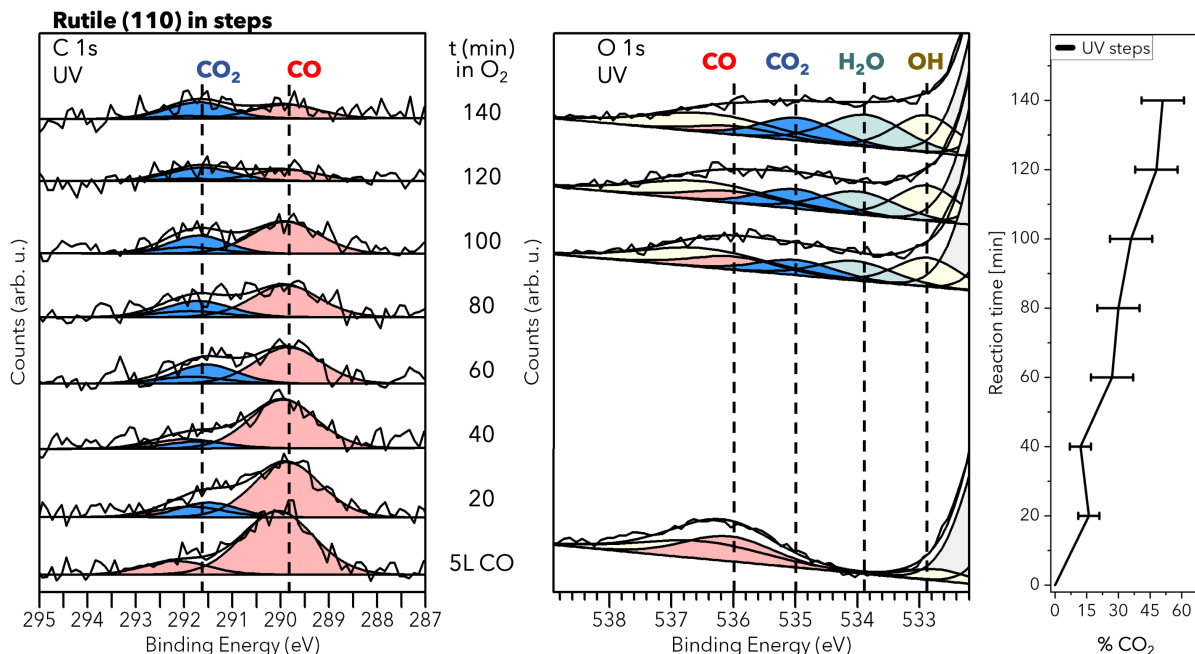 Rutile (110) in steps
C 1s
UV
CO₂
CO
t (min)
in O₂
140
120
100
80
60
40
20
5L CO
Counts (arb. u.)
295 294 293 292 291 290 289 288 287
Binding Energy (eV)
O 1s
UV
CO
CO₂
H₂O
OH
Counts (arb. u.)
538 537 536 535 534 533
Binding Energy (eV)
UV steps
Reaction time [min]
140
120
100
80
60
40
20
0
0 15 30 45 60
% CO₂